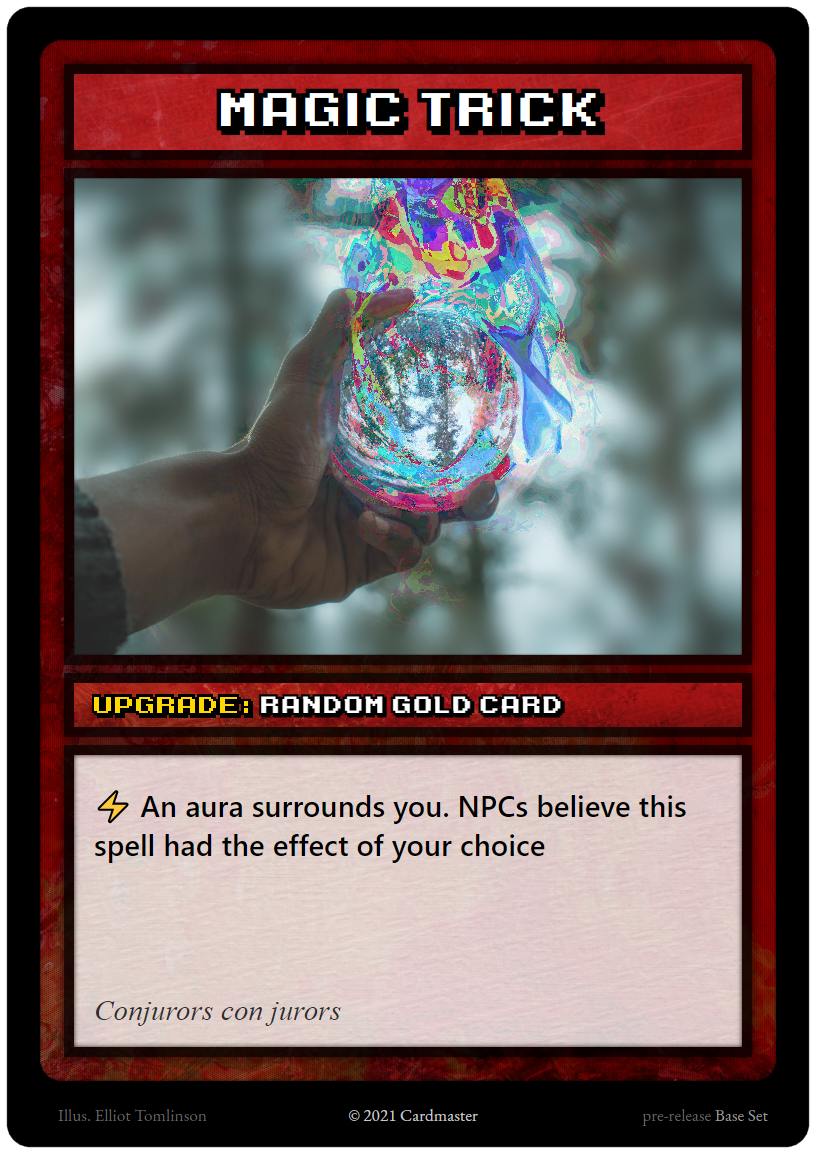 MAGIC TRICK
UPGRADE: RANDOM GOLD CARD
⚡ An aura surrounds you. NPCs believe this
spell had the effect of your choice
Conjurors con jurors
Illus. Elliot Tomlinson © 2021 Cardmaster pre-release Base Set